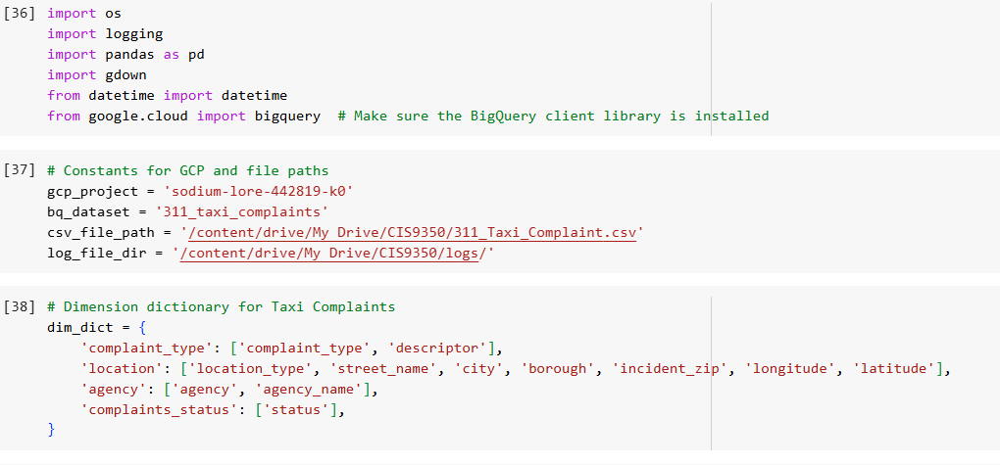 [36] import os
import logging
import pandas as pd
import gdown
from datetime import datetime
from google.cloud import bigquery  # Make sure the BigQuery client library is installed
[37] # Constants for GCP and file paths
gcp_project = 'sodium-lore-442819-k0'
bq_dataset = '311_taxi_complaints'
csv_file_path = '/content/drive/My Drive/CIS9350/311_Taxi_Complaint.csv'
log_file_dir = '/content/drive/My Drive/CIS9350/logs/'
[38] # Dimension dictionary for Taxi Complaints
dim_dict = {
    'complaint_type': ['complaint_type', 'descriptor'],
    'location': ['location_type', 'street_name', 'city', 'borough', 'incident_zip', 'longitude', 'latitude'],
    'agency': ['agency', 'agency_name'],
    'complaints_status': ['status'],
}